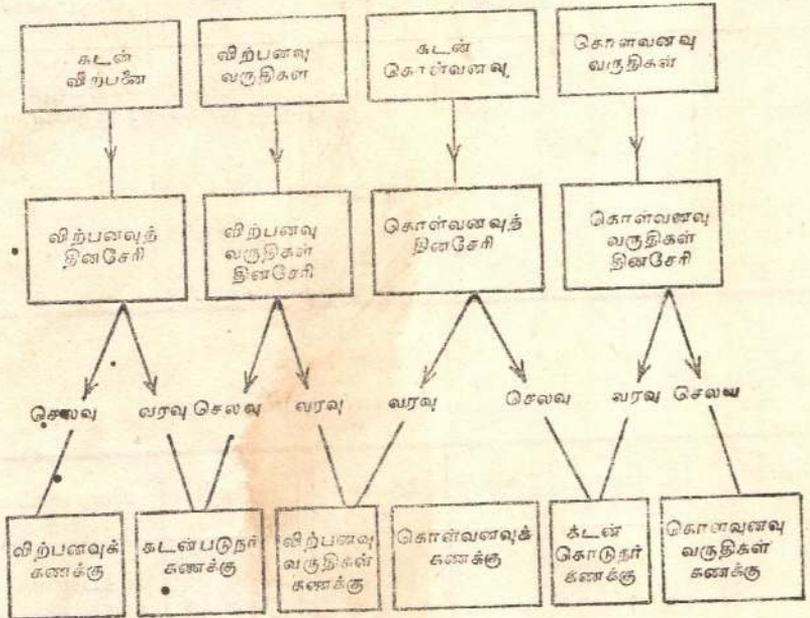 கடன்
விற்பனை
விற்பனவு
வருதிகள்
கடன்
கொள்வனவு
கொள்வனவு
வருதிகள்
விற்பனவுத்
தினசேரி
விற்பனவு
வருதிகள்
தினசேரி
கொள்வனவுத்
தினசேரி
கொள்வனவு
வருதிகள்
தினசேரி
செலவு வரவு செலவு வரவு வரவு செலவு வரவு செலவு
விற்பனவுக்
கணக்கு
கடன்படுநர்
கணக்கு
விற்பனவு
வருதிகள்
கணக்கு
கொள்வனவுக்
கணக்கு
கடன்
கொடுநர்
கணக்கு
கொள்வனவு
வருதிகள்
கணக்கு